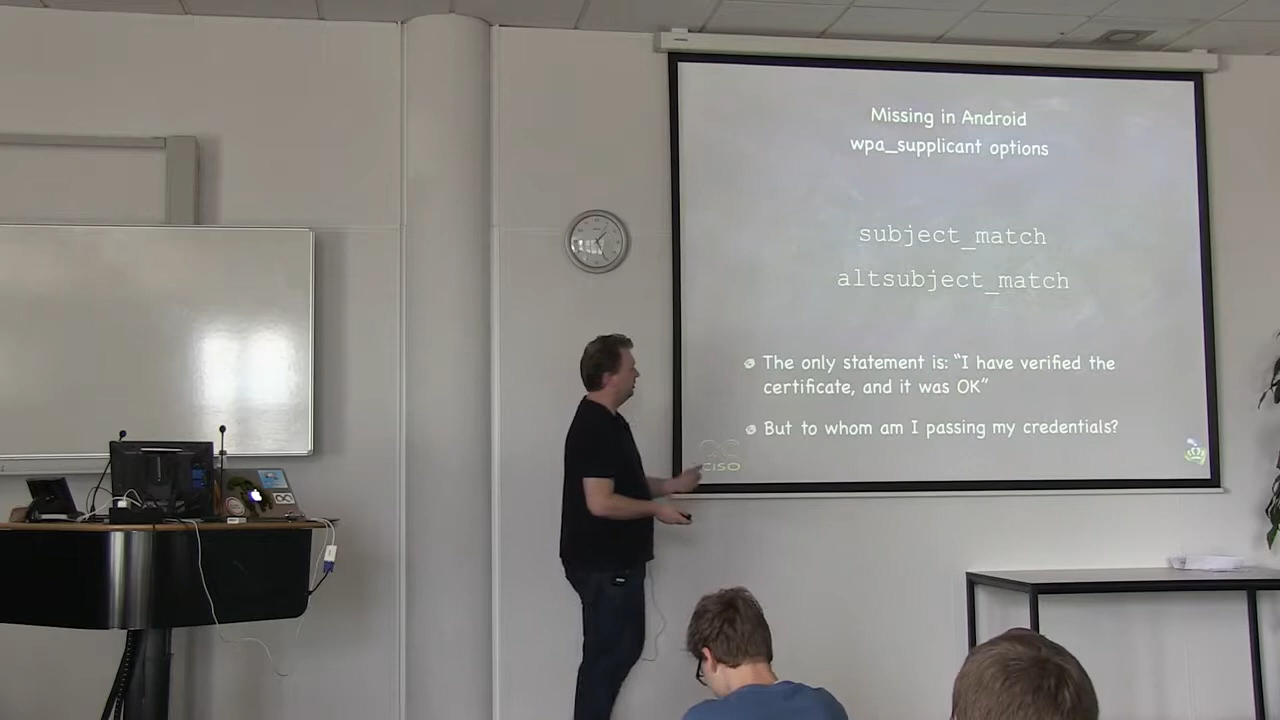 Missing in Android
wpa_supplicant options
subject_match
altsubject_match
The only statement is: “I have verified the
certificate, and it was OK”
But to whom am I passing my credentials?
CISO